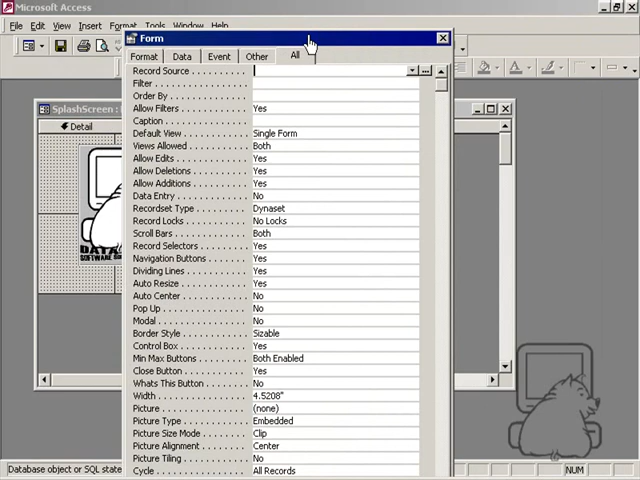 Microsoft Access
File Edit View Insert Format Tools Window Help
Form
Format Data Event Other All
Record Source . . . . . . . . . .
Filter . . . . . . . . . . . . . . . . .
Order By . . . . . . . . . . . . . .
Allow Filters . . . . . . . . . . . . Yes
Caption . . . . . . . . . . . . . . .
Default View . . . . . . . . . . . Single Form
Views Allowed . . . . . . . . . . Both
Allow Edits . . . . . . . . . . . . . Yes
Allow Deletions . . . . . . . . . . Yes
Allow Additions . . . . . . . . . . Yes
Data Entry . . . . . . . . . . . . . No
Recordset Type . . . . . . . . . Dynaset
Record Locks . . . . . . . . . . . No Locks
Scroll Bars . . . . . . . . . . . . . Both
Record Selectors . . . . . . . . Yes
Navigation Buttons . . . . . . . Yes
Dividing Lines . . . . . . . . . . . Yes
Auto Resize . . . . . . . . . . . . Yes
Auto Center . . . . . . . . . . . . No
Pop Up . . . . . . . . . . . . . . . No
Modal . . . . . . . . . . . . . . . . No
Border Style . . . . . . . . . . . . Sizable
Control Box . . . . . . . . . . . . Yes
Min Max Buttons . . . . . . . . . Both Enabled
Close Button . . . . . . . . . . . Yes
Whats This Button . . . . . . . No
Width . . . . . . . . . . . . . . . . 4.5208"
Picture . . . . . . . . . . . . . . . (none)
Picture Type . . . . . . . . . . . Embedded
Picture Size Mode . . . . . . . . Clip
Picture Alignment . . . . . . . . Center
Picture Tiling . . . . . . . . . . . No
Cycle . . . . . . . . . . . . . . . . All Records
SplashScreen :
Detail
DATA
SOFTWARE
Database object or SQL state
NUM